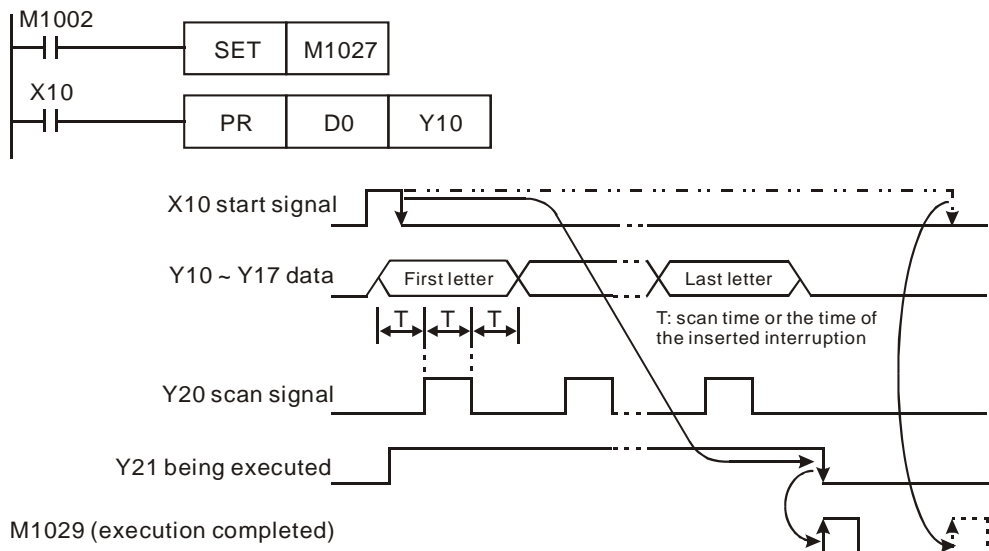 M1002
SET M1027
X10
PR D0 Y10
X10 start signal
Y10 ~ Y17 data
First letter
Last letter
T T T
T: scan time or the time of
the inserted interruption
Y20 scan signal
Y21 being executed
M1029 (execution completed)